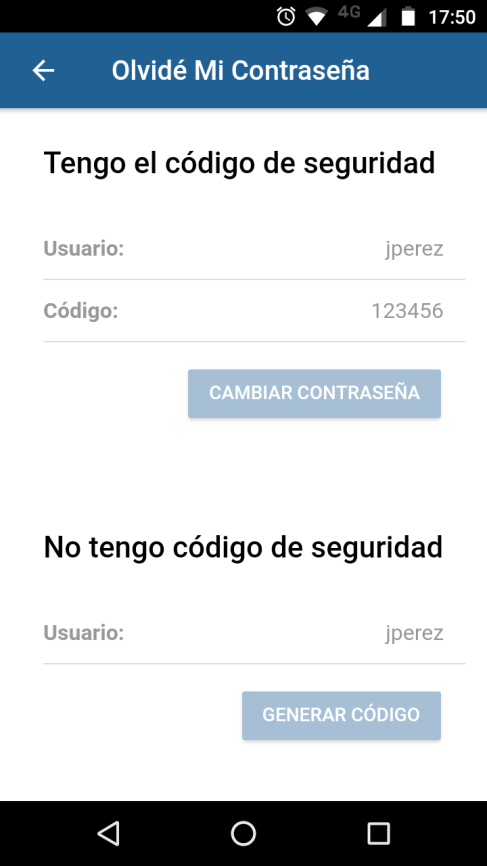 4G 17:50
Olvidé Mi Contraseña
Tengo el código de seguridad
Usuario: jperez
Código: 123456
CAMBIAR CONTRASEÑA
No tengo código de seguridad
Usuario: jperez
GENERAR CÓDIGO